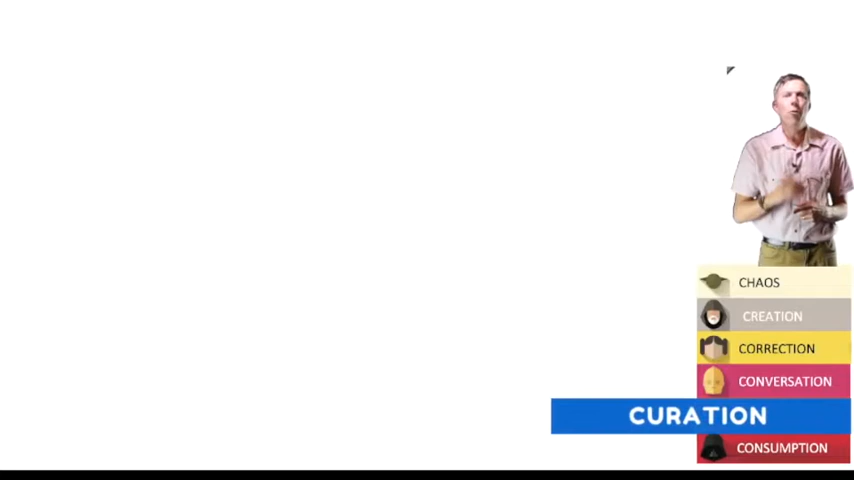 CHAOS
CREATION
CORRECTION
CONVERSATION
CURATION
CONSUMPTION